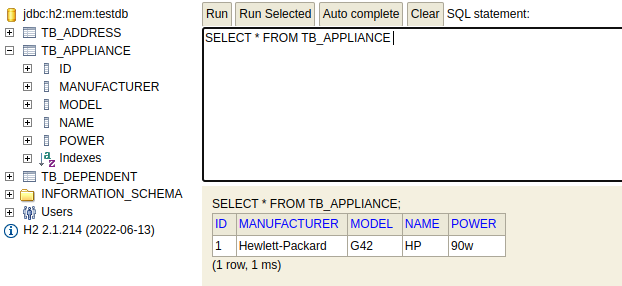 jdbc:h2:mem:testdb
TB_ADDRESS
TB_APPLIANCE
ID
MANUFACTURER
MODEL
NAME
POWER
Indexes
TB_DEPENDENT
INFORMATION_SCHEMA
Users
H2 2.1.214 (2022-06-13)
Run Run Selected Auto complete Clear SQL statement:
SELECT * FROM TB_APPLIANCE
SELECT * FROM TB_APPLIANCE;
ID MANUFACTURER MODEL NAME POWER
1 Hewlett-Packard G42 HP 90w
(1 row, 1 ms)